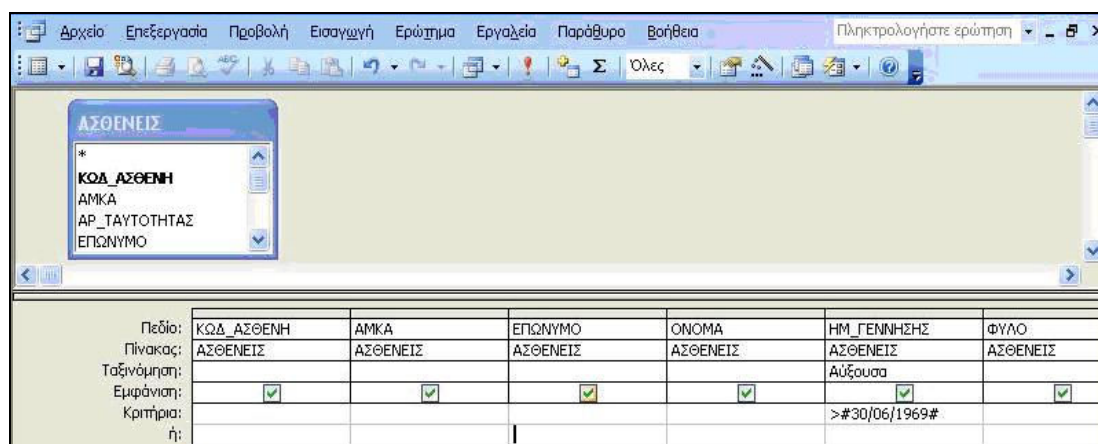 Αρχείο Επεξεργασία Προβολή Εισαγωγή Ερώτημα Εργαλεία Παράθυρο Βοήθεια Πληκτρολογήστε ερώτηση
ABC Σ Όλες
ΑΣΘΕΝΕΙΣ
*
ΚΩΔ_ΑΣΘΕΝΗ
ΑΜΚΑ
ΑΡ_ΤΑΥΤΟΤΗΤΑΣ
ΕΠΩΝΥΜΟ
Πεδίο: ΚΩΔ_ΑΣΘΕΝΗ ΑΜΚΑ ΕΠΩΝΥΜΟ ΟΝΟΜΑ ΗΜ_ΓΕΝΝΗΣΗΣ ΦΥΛΟ
Πίνακας: ΑΣΘΕΝΕΙΣ ΑΣΘΕΝΕΙΣ ΑΣΘΕΝΕΙΣ ΑΣΘΕΝΕΙΣ ΑΣΘΕΝΕΙΣ ΑΣΘΕΝΕΙΣ
Ταξινόμηση: Αύξουσα
Εμφάνιση:
Κριτήρια: >#30/06/1969#
ή: